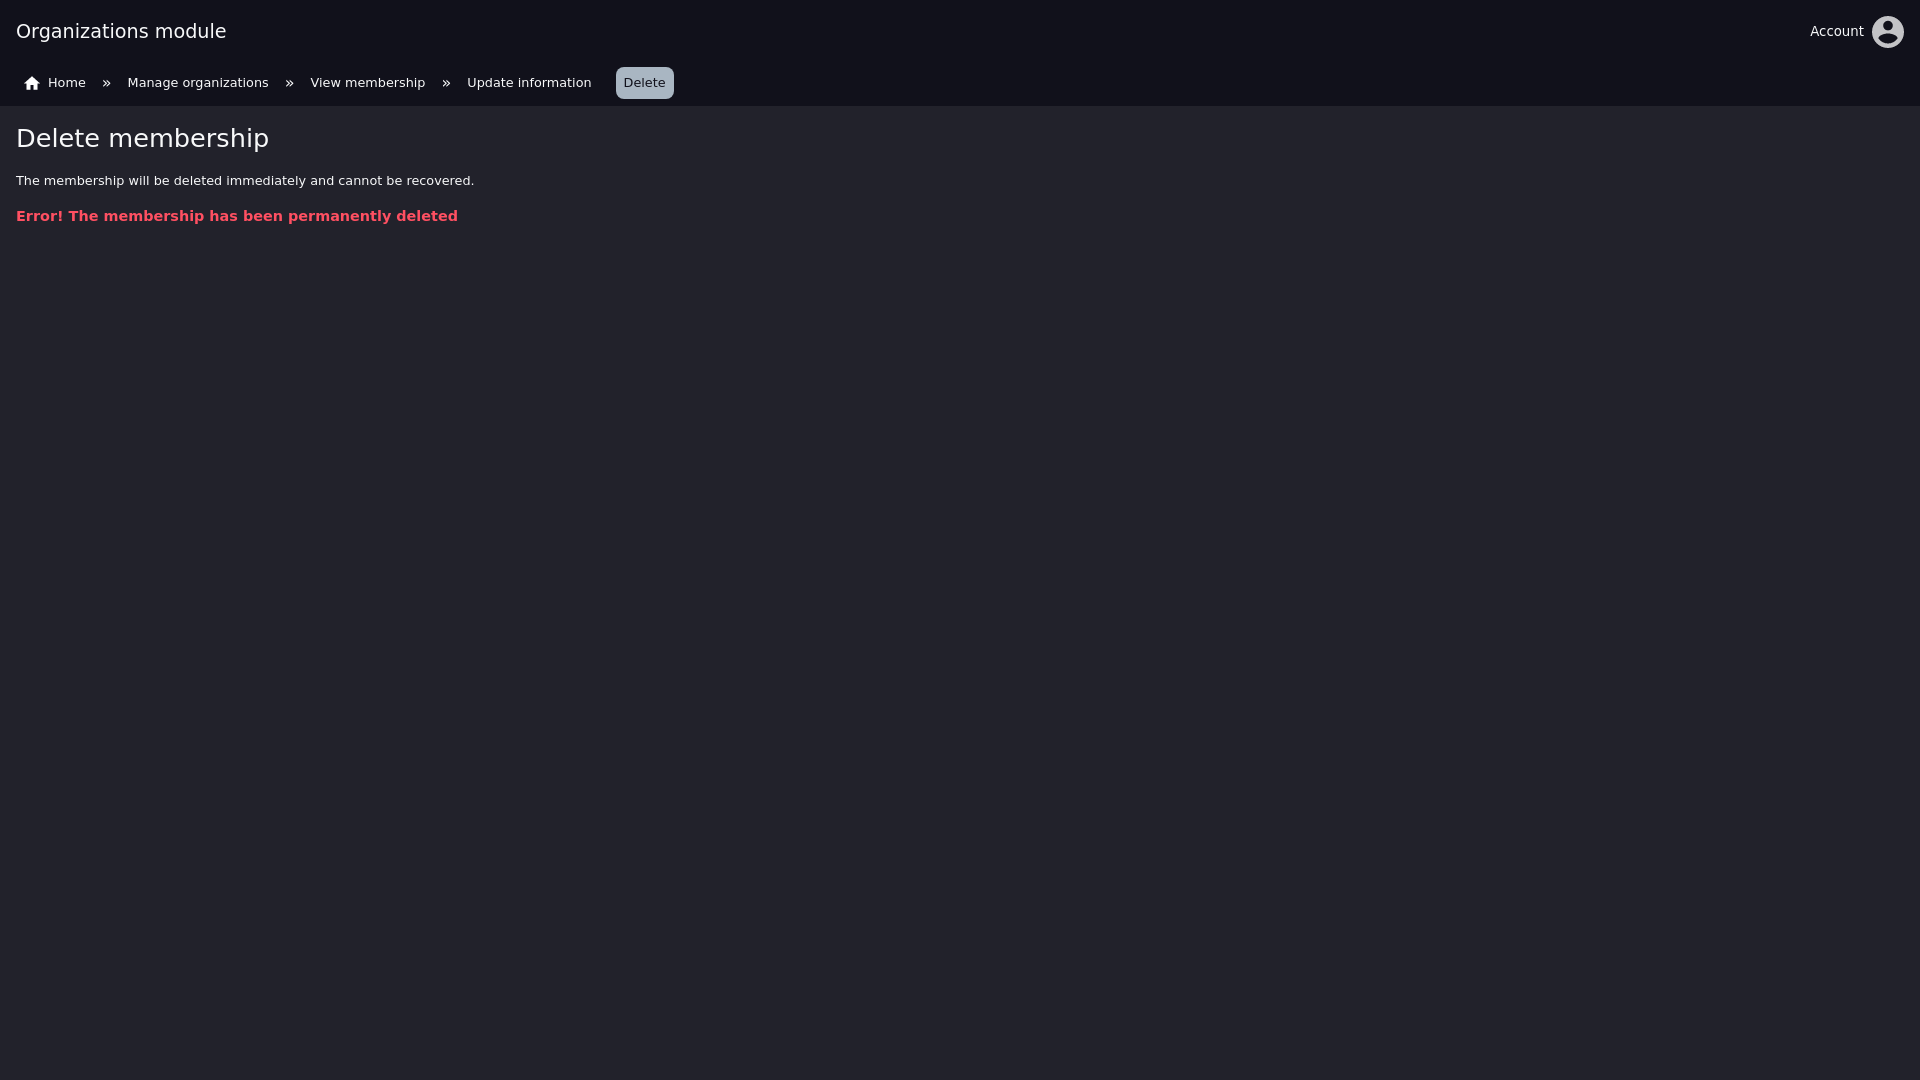 Organizations module
Account
Home » Manage organizations » View membership » Update information Delete
Delete membership
The membership will be deleted immediately and cannot be recovered.
Error! The membership has been permanently deleted